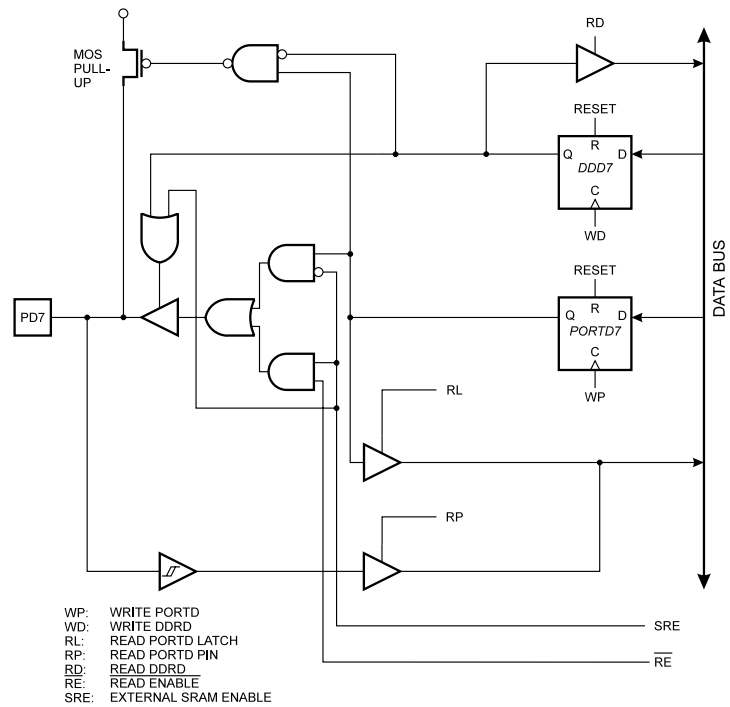 RD
MOS
PULL-
UP
RESET
R
Q
D
DDD7
C
WD
RESET
R
Q
D
PORTD7
C
WP
PD7
DATA BUS
RL
RP
SRE
R̅E̅
WP: WRITE PORTD
WD: WRITE DDRD
RL: READ PORTD LATCH
RP: READ PORTD PIN
RD: READ DDRD
R̅E̅: READ ENABLE
SRE: EXTERNAL SRAM ENABLE